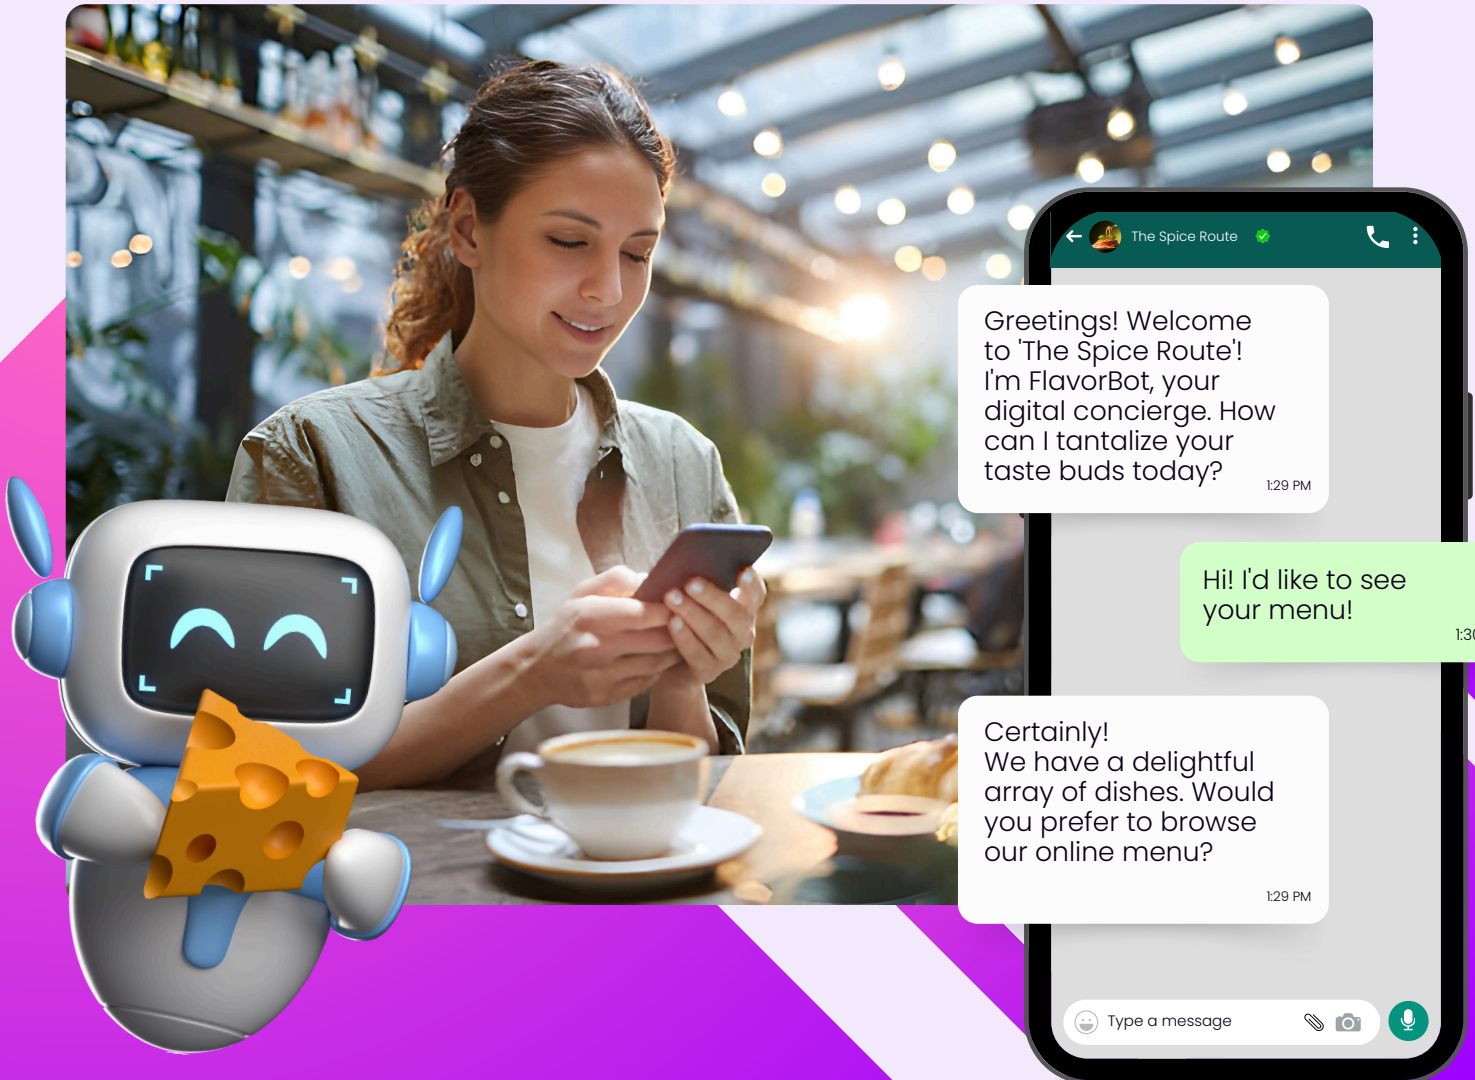 The Spice Route
Greetings! Welcome
to 'The Spice Route'!
I'm FlavorBot, your
digital concierge. How
can I tantalize your
taste buds today?
1:29 PM
Hi! I'd like to see
your menu!
Certainly!
We have a delightful
array of dishes. Would
you prefer to browse
our online menu?
1:29 PM
Type a message